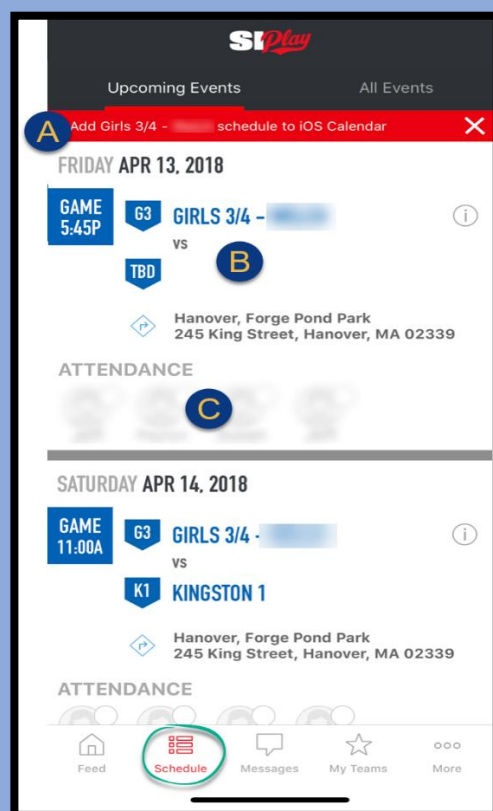 SI Play
Upcoming Events All Events
A Add Girls 3/4 - schedule to iOS Calendar X
FRIDAY APR 13, 2018
GAME
5:45P
G3 GIRLS 3/4 -
vs
B
TBD
Hanover, Forge Pond Park
245 King Street, Hanover, MA 02339
ATTENDANCE
C
SATURDAY APR 14, 2018
GAME
11:00A
G3 GIRLS 3/4 -
vs
K1 KINGSTON 1
Hanover, Forge Pond Park
245 King Street, Hanover, MA 02339
ATTENDANCE
Feed Schedule Messages My Teams More